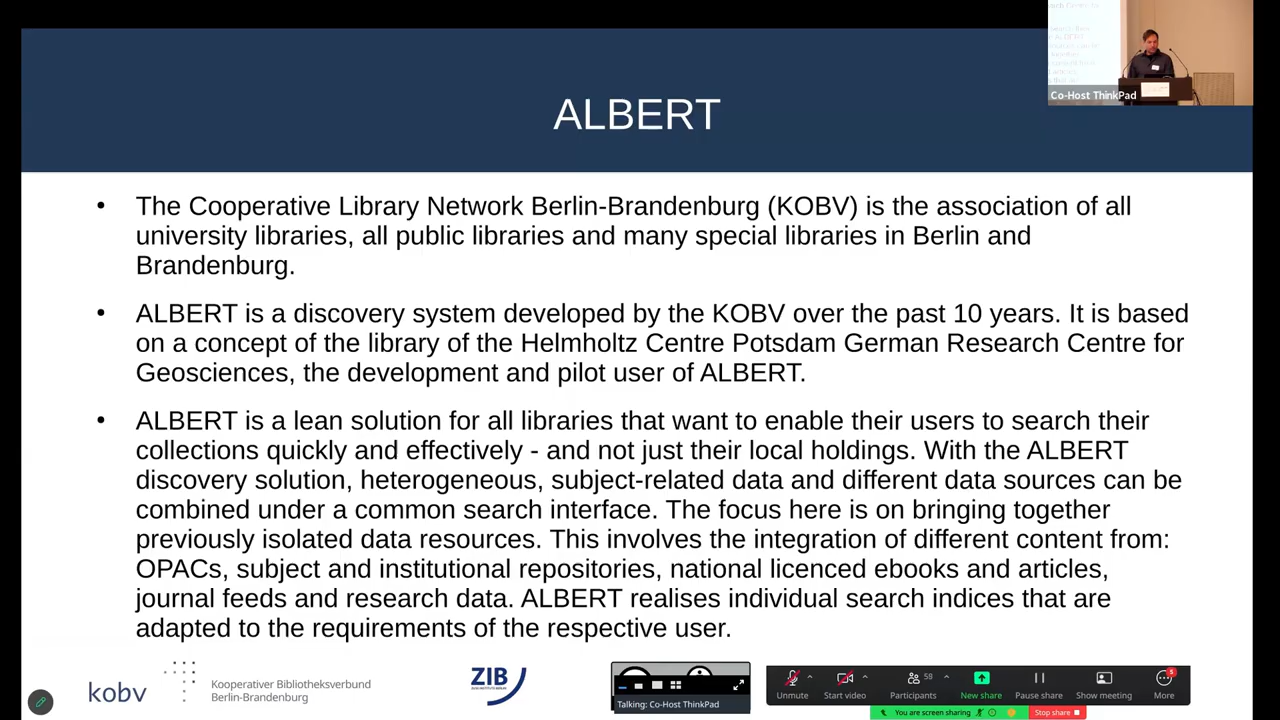 ALBERT
Co-Host ThinkPad
• The Cooperative Library Network Berlin-Brandenburg (KOBV) is the association of all
university libraries, all public libraries and many special libraries in Berlin and
Brandenburg.
• ALBERT is a discovery system developed by the KOBV over the past 10 years. It is based
on a concept of the library of the Helmholtz Centre Potsdam German Research Centre for
Geosciences, the development and pilot user of ALBERT.
• ALBERT is a lean solution for all libraries that want to enable their users to search their
collections quickly and effectively - and not just their local holdings. With the ALBERT
discovery solution, heterogeneous, subject-related data and different data sources can be
combined under a common search interface. The focus here is on bringing together
previously isolated data resources. This involves the integration of different content from:
OPACs, subject and institutional repositories, national licenced ebooks and articles,
journal feeds and research data. ALBERT realises individual search indices that are
adapted to the requirements of the respective user.
kobv
Kooperativer Bibliotheksverbund
Berlin-Brandenburg
ZIB
Talking: Co-Host ThinkPad
58
Unmute Start video Participants New share Pause share Show meeting More
You are screen sharing Stop share